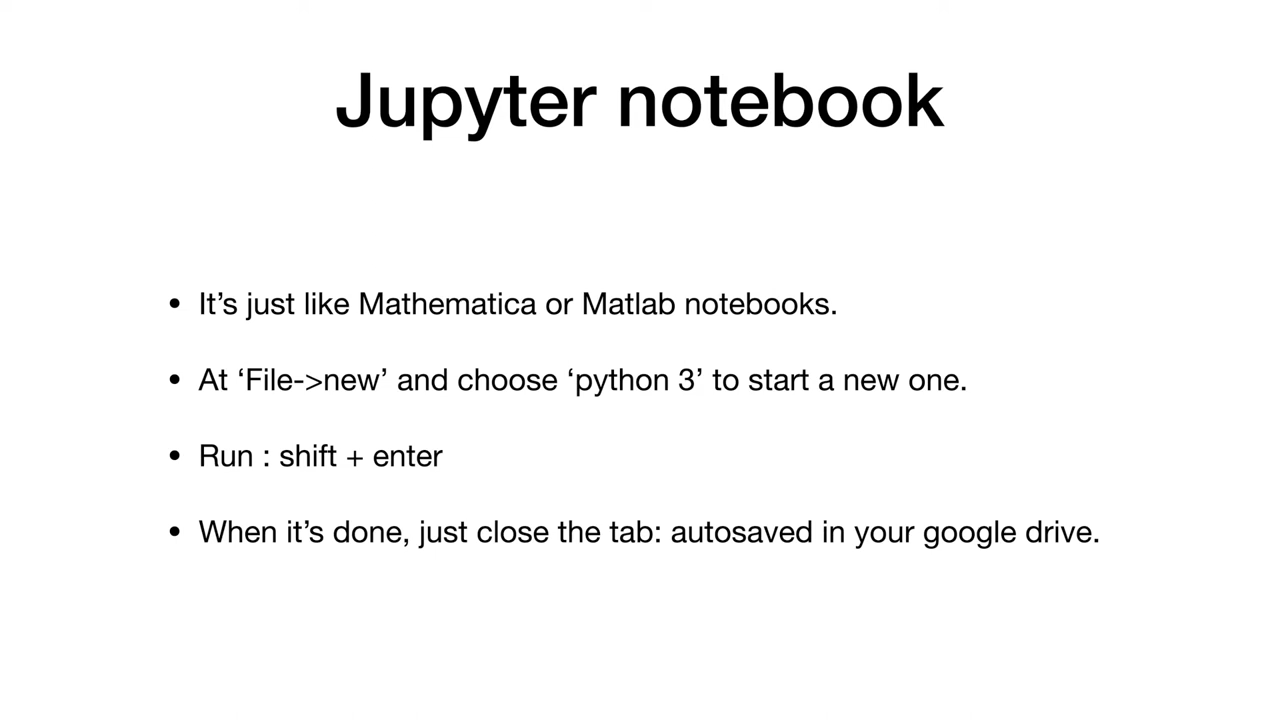 Jupyter notebook
• It’s just like Mathematica or Matlab notebooks.
• At ‘File->new’ and choose ‘python 3’ to start a new one.
• Run : shift + enter
• When it’s done, just close the tab: autosaved in your google drive.